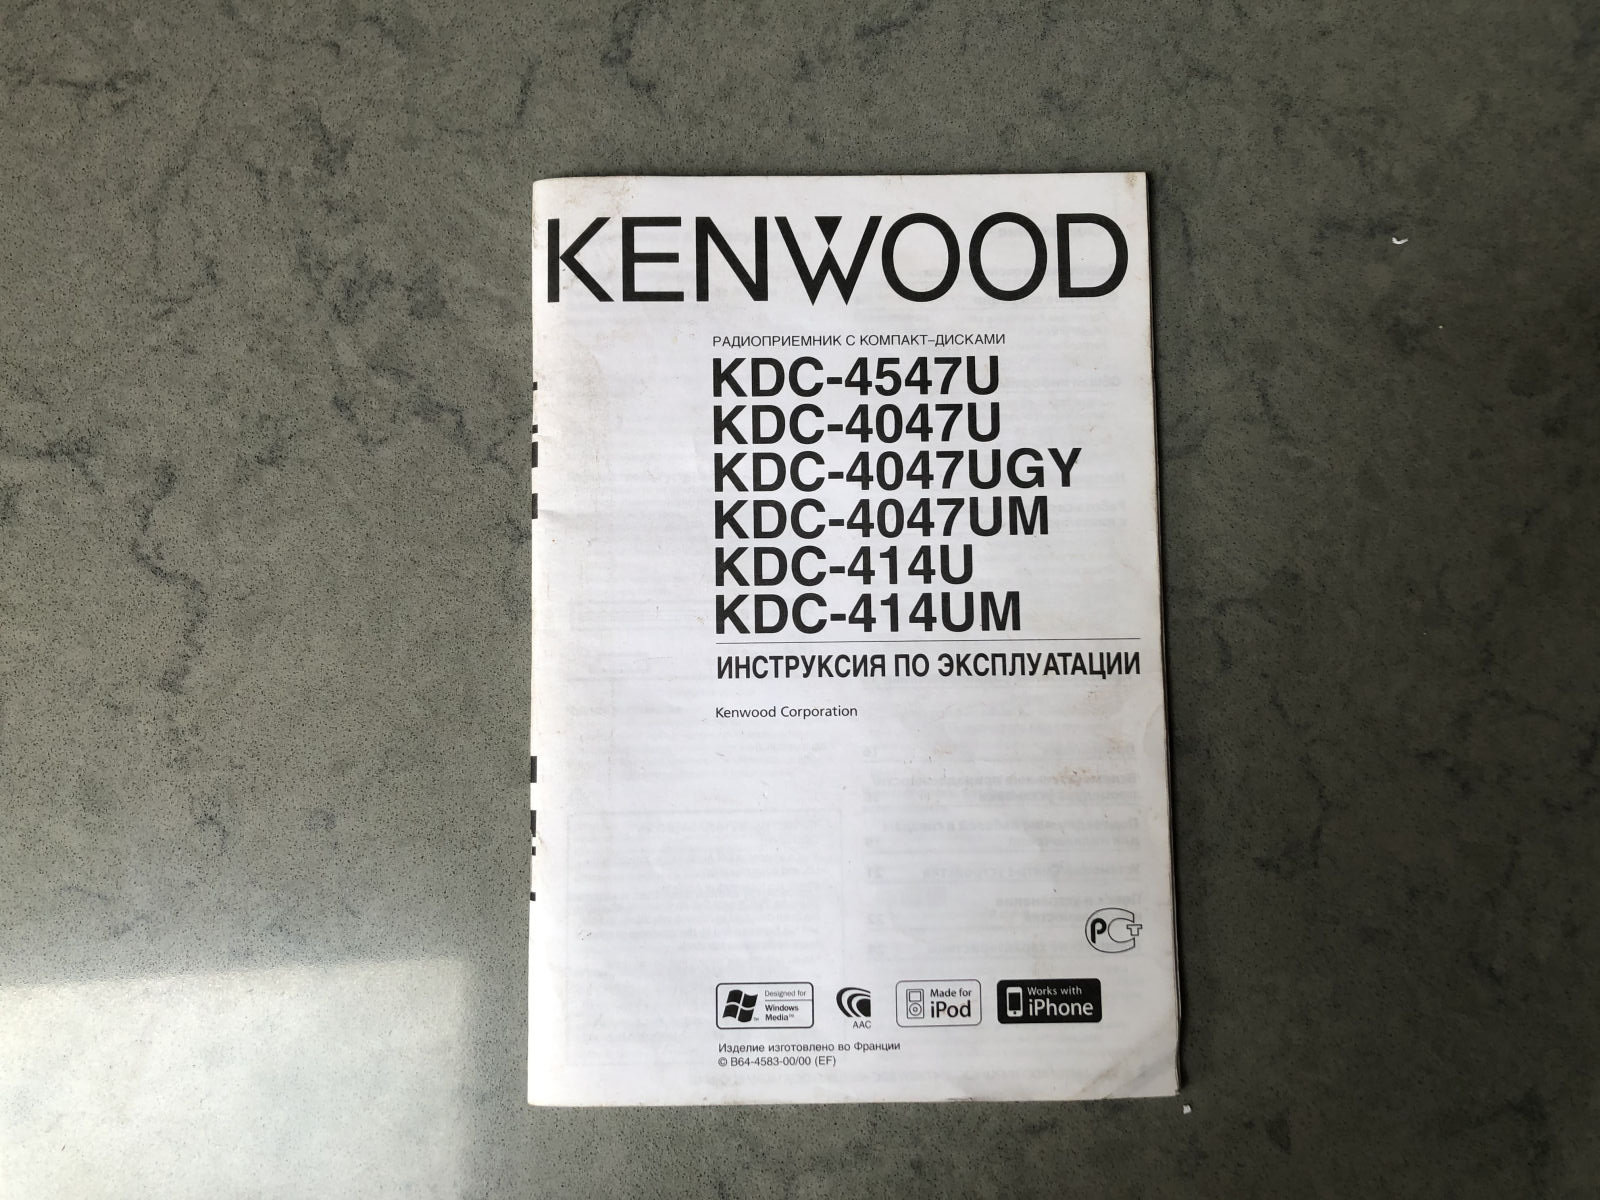 KENWOOD
РАДИОПРИЕМНИК С КОМПАКТ-ДИСКАМИ
KDC-4547U
KDC-4047U
KDC-4047UGY
KDC-4047UM
KDC-414U
KDC-414UM
ИНСТРУКСИЯ ПО ЭКСПЛУАТАЦИИ
Kenwood Corporation
РСТ
Designed for
Windows
Media™
AAC
Made for
iPod
Works with
iPhone
Изделие изготовлено во Франции
© B64-4583-00/00 (EF)